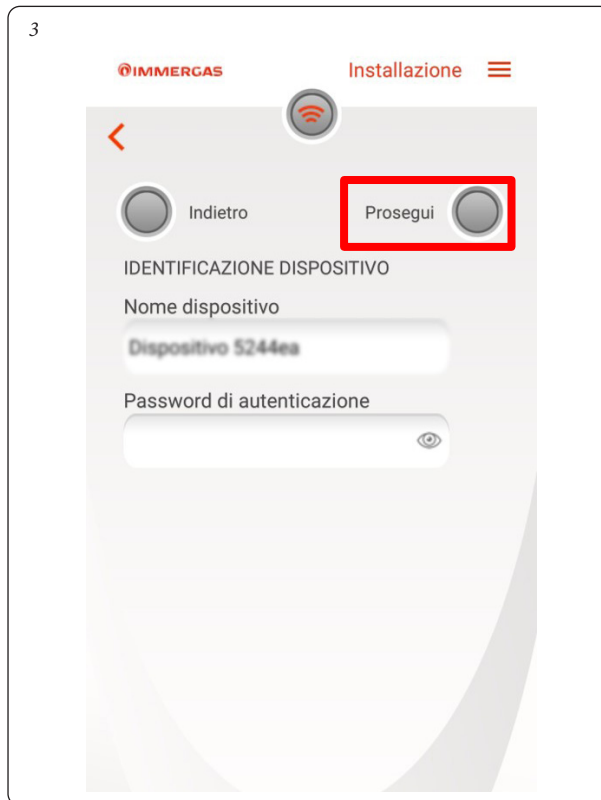 3
IMMERGAS
Installazione
Indietro
Prosegui
IDENTIFICAZIONE DISPOSITIVO
Nome dispositivo
Dispositivo 5244ea
Password di autenticazione